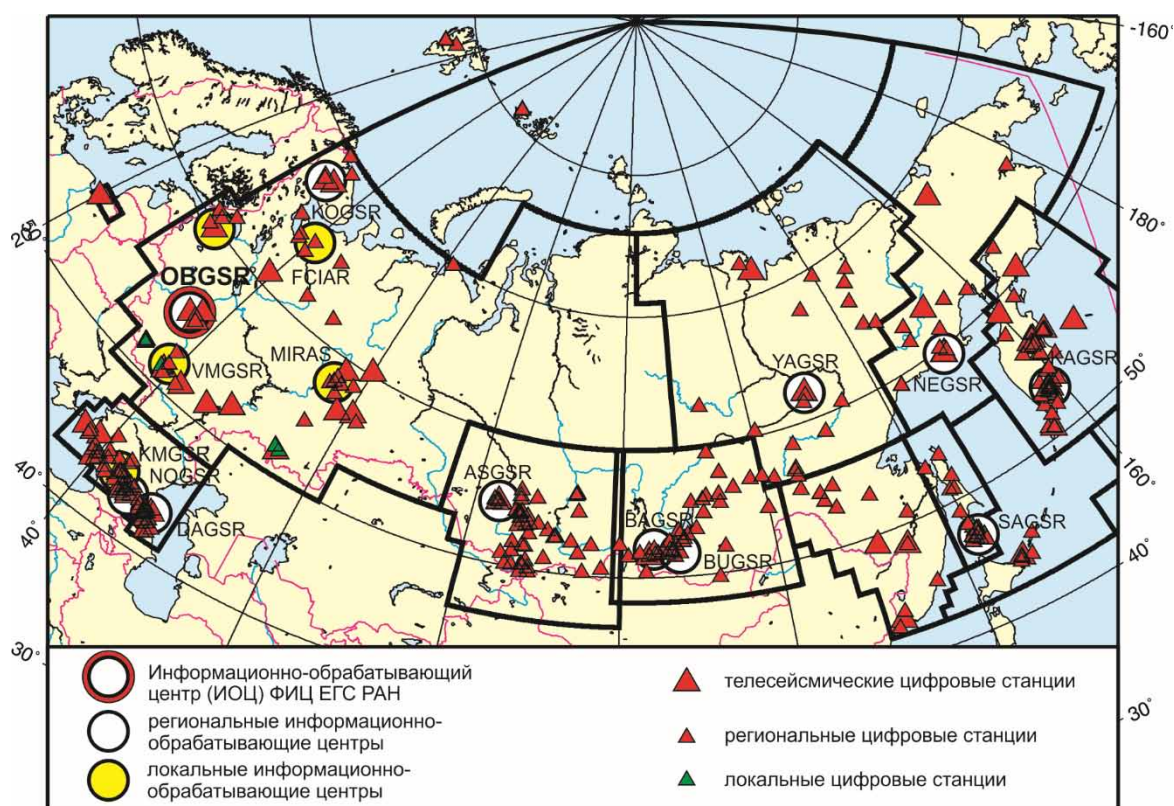 -160°
180°
20°
50°
160°
40°
40°
40°
30°
30°
KOGSR
FCIAR
OBGSR
MIRAS
VMGSR
KMGSR
NOGSR
DAGSR
ASGSR
BAGSR
BUGSR
YAGSR
NEGSR
KAGSR
SAGSR
Информационно-обрабатывающий
центр (ИОЦ) ФИЦ ЕГС РАН
региональные информационно-
обрабатывающие центры
локальные информационно-
обрабатывающие центры
телесейсмические цифровые станции
региональные цифровые станции
локальные цифровые станции